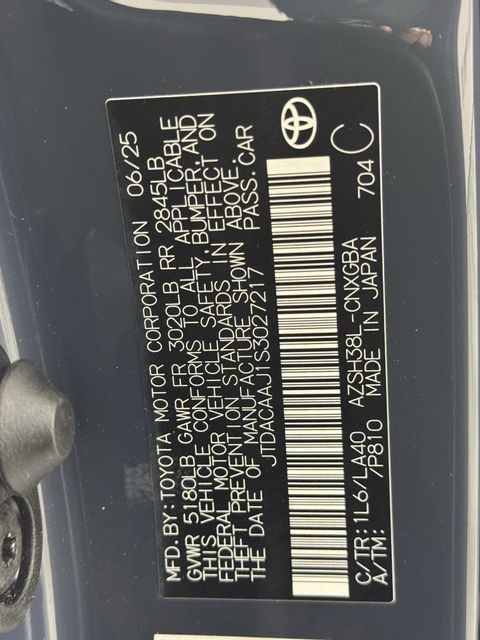 MFD. BY: TOYOTA MOTOR CORPORATION 06/25
GVWR 5180LB GAWR FR 3020LB RR 2845LB
THIS VEHICLE CONFORMS TO ALL APPLICABLE
FEDERAL MOTOR VEHICLE SAFETY, BUMPER,AND
THEFT PREVENTION STANDARDS IN EFFECT ON
THE DATE OF MANUFACTURE SHOWN ABOVE.
JTDACAAJ1S3027217 PASS. CAR
C/TR: 1L6/LA40 AZSH38L-CNXGBA
A/TM: /P810 MADE IN JAPAN 704 C